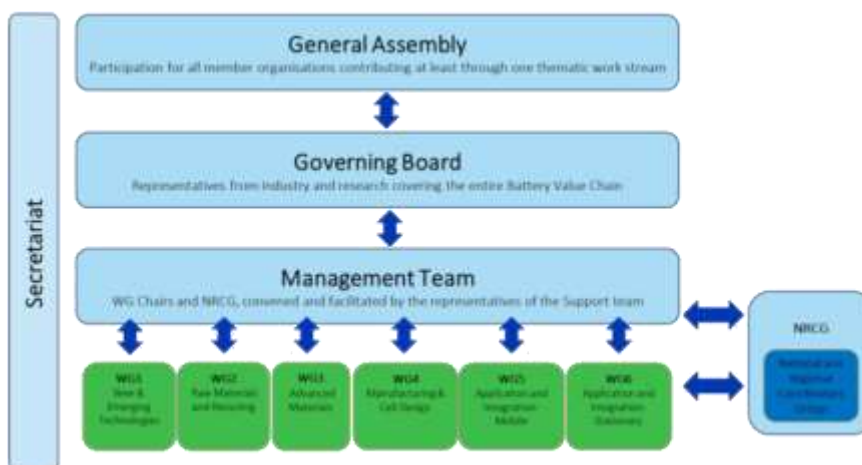 Secretariat
General Assembly
Participation for all member organisations contributing at least through one thematic work stream
Governing Board
Representatives from industry and research covering the entire Battery Value Chain
Management Team
WG Chairs and NRCG, convened and facilitated by the representatives of the Support team
WG1
New &
Emerging
Technologies
WG2
Raw Materials
and Recycling
WG3
Advanced
Materials
WG4
Manufacturing &
Cell Design
WG5
Application and
Integration
Mobile
WG6
Application and
Integration
Stationary
NRCG
National and
Regional
Coordinators
Group